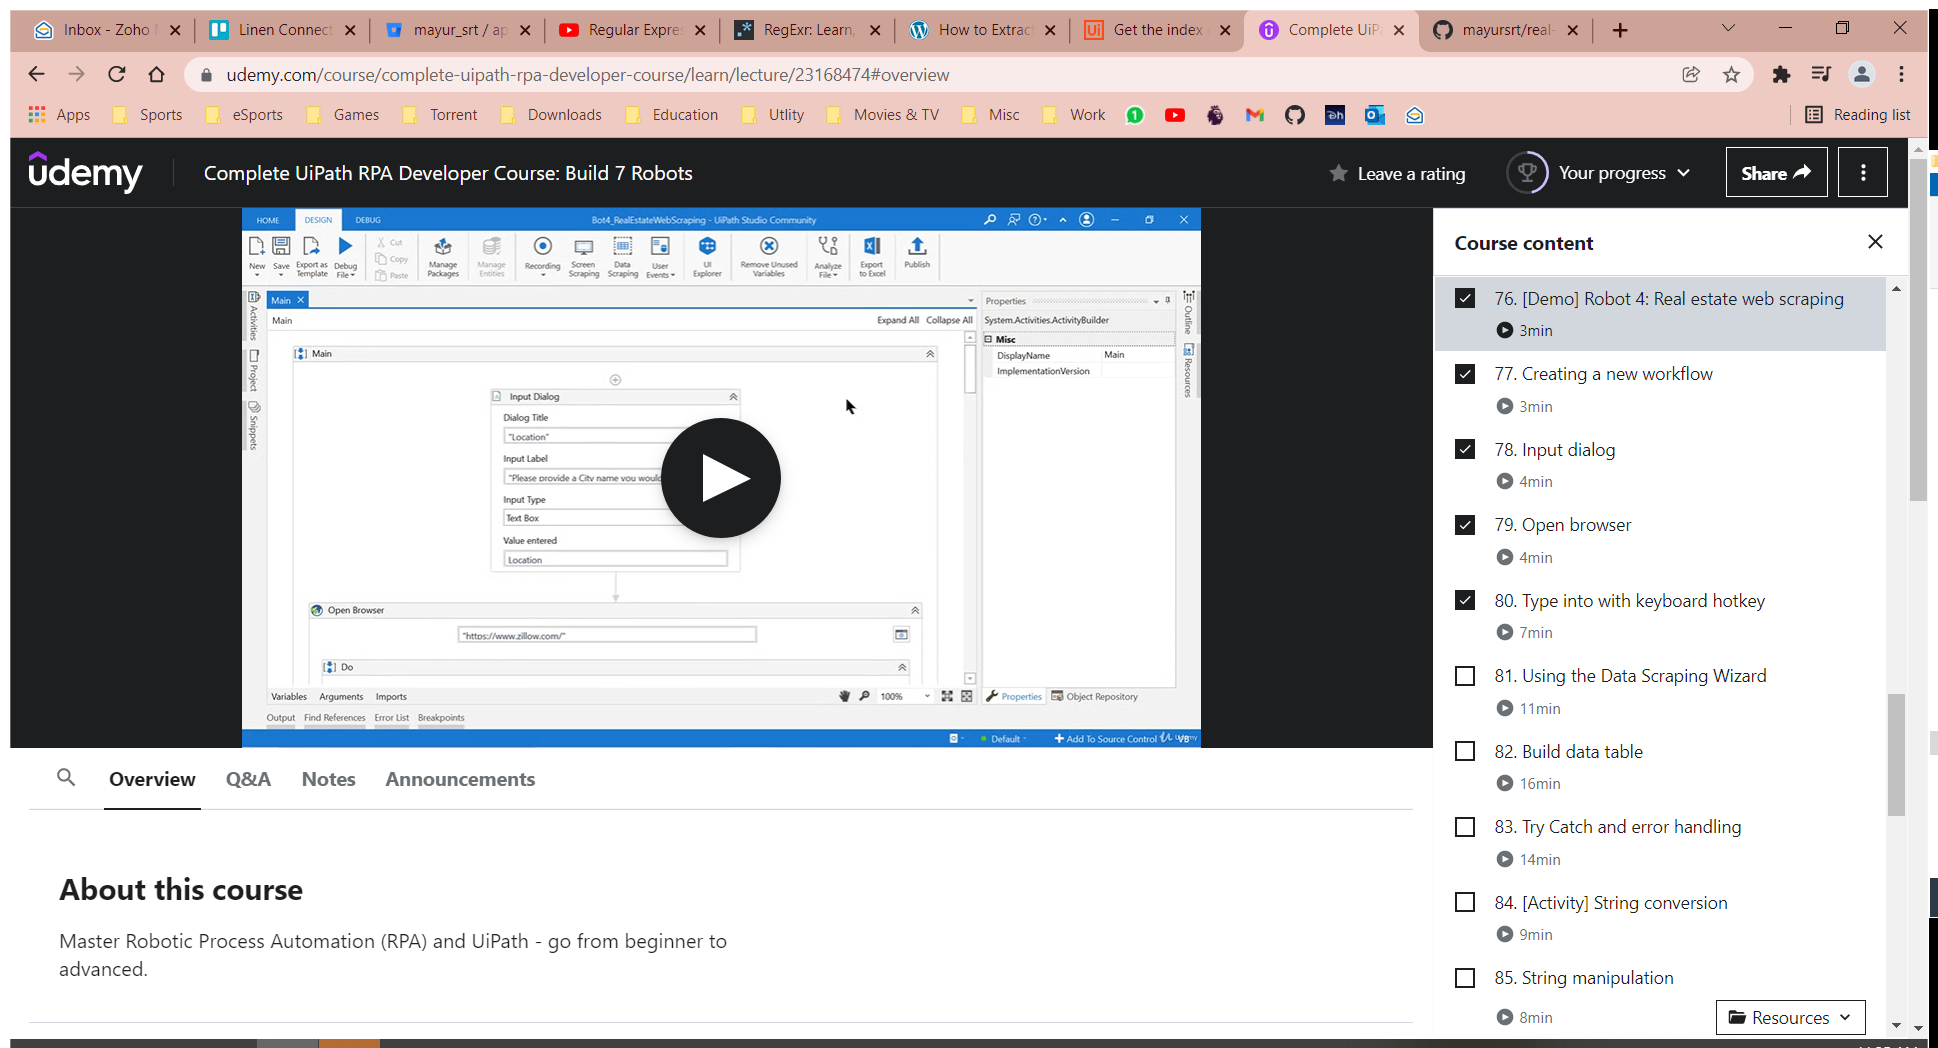 Inbox - Zoho
Linen Connect
mayur_srt / ap
Regular Expres
RegExr: Learn,
How to Extract
Get the index
Complete UiP
mayursrt/real-
udemy.com/course/complete-uipath-rpa-developer-course/learn/lecture/23168474#overview
Apps Sports eSports Games Torrent Downloads Education Utlity Movies & TV Misc Work Reading list
udemy
Complete UiPath RPA Developer Course: Build 7 Robots
Leave a rating
Your progress
Share
HOME DESIGN DEBUG
Bot4_RealEstateWebScraping - UiPath Studio Community
New
Save
Export as Template
Debug File
Cut
Copy
Paste
Manage Packages
Manage Entities
Recording
Screen Scraping
Data Scraping
User Events
UI Explorer
Remove Unused Variables
Analyze File
Export to Excel
Publish
Activities
Project
Snippets
Main
Main
Expand All Collapse All
Main
Input Dialog
Dialog Title
"Location"
Input Label
"Please provide a City name you would
Input Type
Text Box
Value entered
Location
Open Browser
"https://www.zillow.com/"
Do
Variables Arguments Imports
100%
Output Find References Error List Breakpoints
Properties
System.Activities.ActivityBuilder
Misc
DisplayName Main
ImplementationVersion
Outline
Resources
Properties Object Repository
Default
Add To Source Control
VB
Course content
76. [Demo] Robot 4: Real estate web scraping
3min
77. Creating a new workflow
3min
78. Input dialog
4min
79. Open browser
4min
80. Type into with keyboard hotkey
7min
81. Using the Data Scraping Wizard
11min
82. Build data table
16min
83. Try Catch and error handling
14min
84. [Activity] String conversion
9min
85. String manipulation
8min
Resources
Overview Q&A Notes Announcements
About this course
Master Robotic Process Automation (RPA) and UiPath - go from beginner to
advanced.